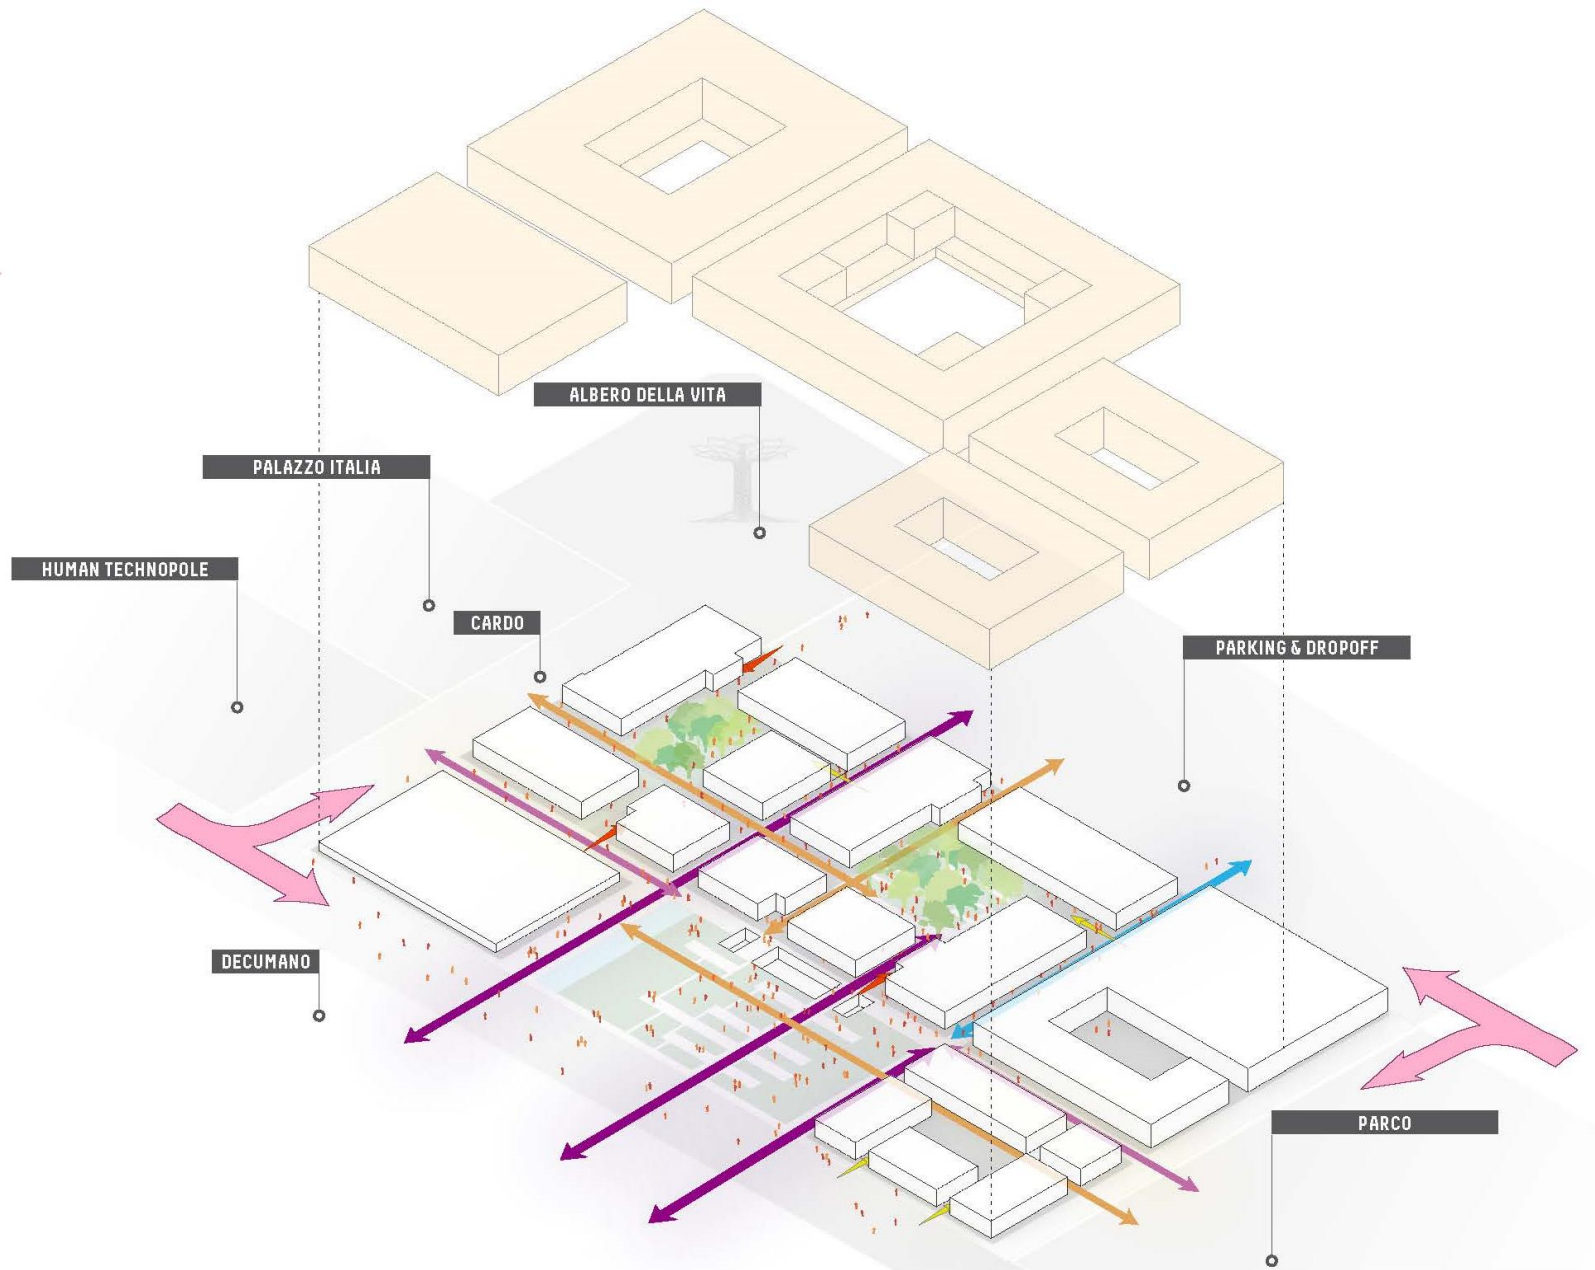 ALBERO DELLA VITA
PALAZZO ITALIA
HUMAN TECHNOPOLE
CARDO
PARKING & DROPOFF
DECUMANO
PARCO